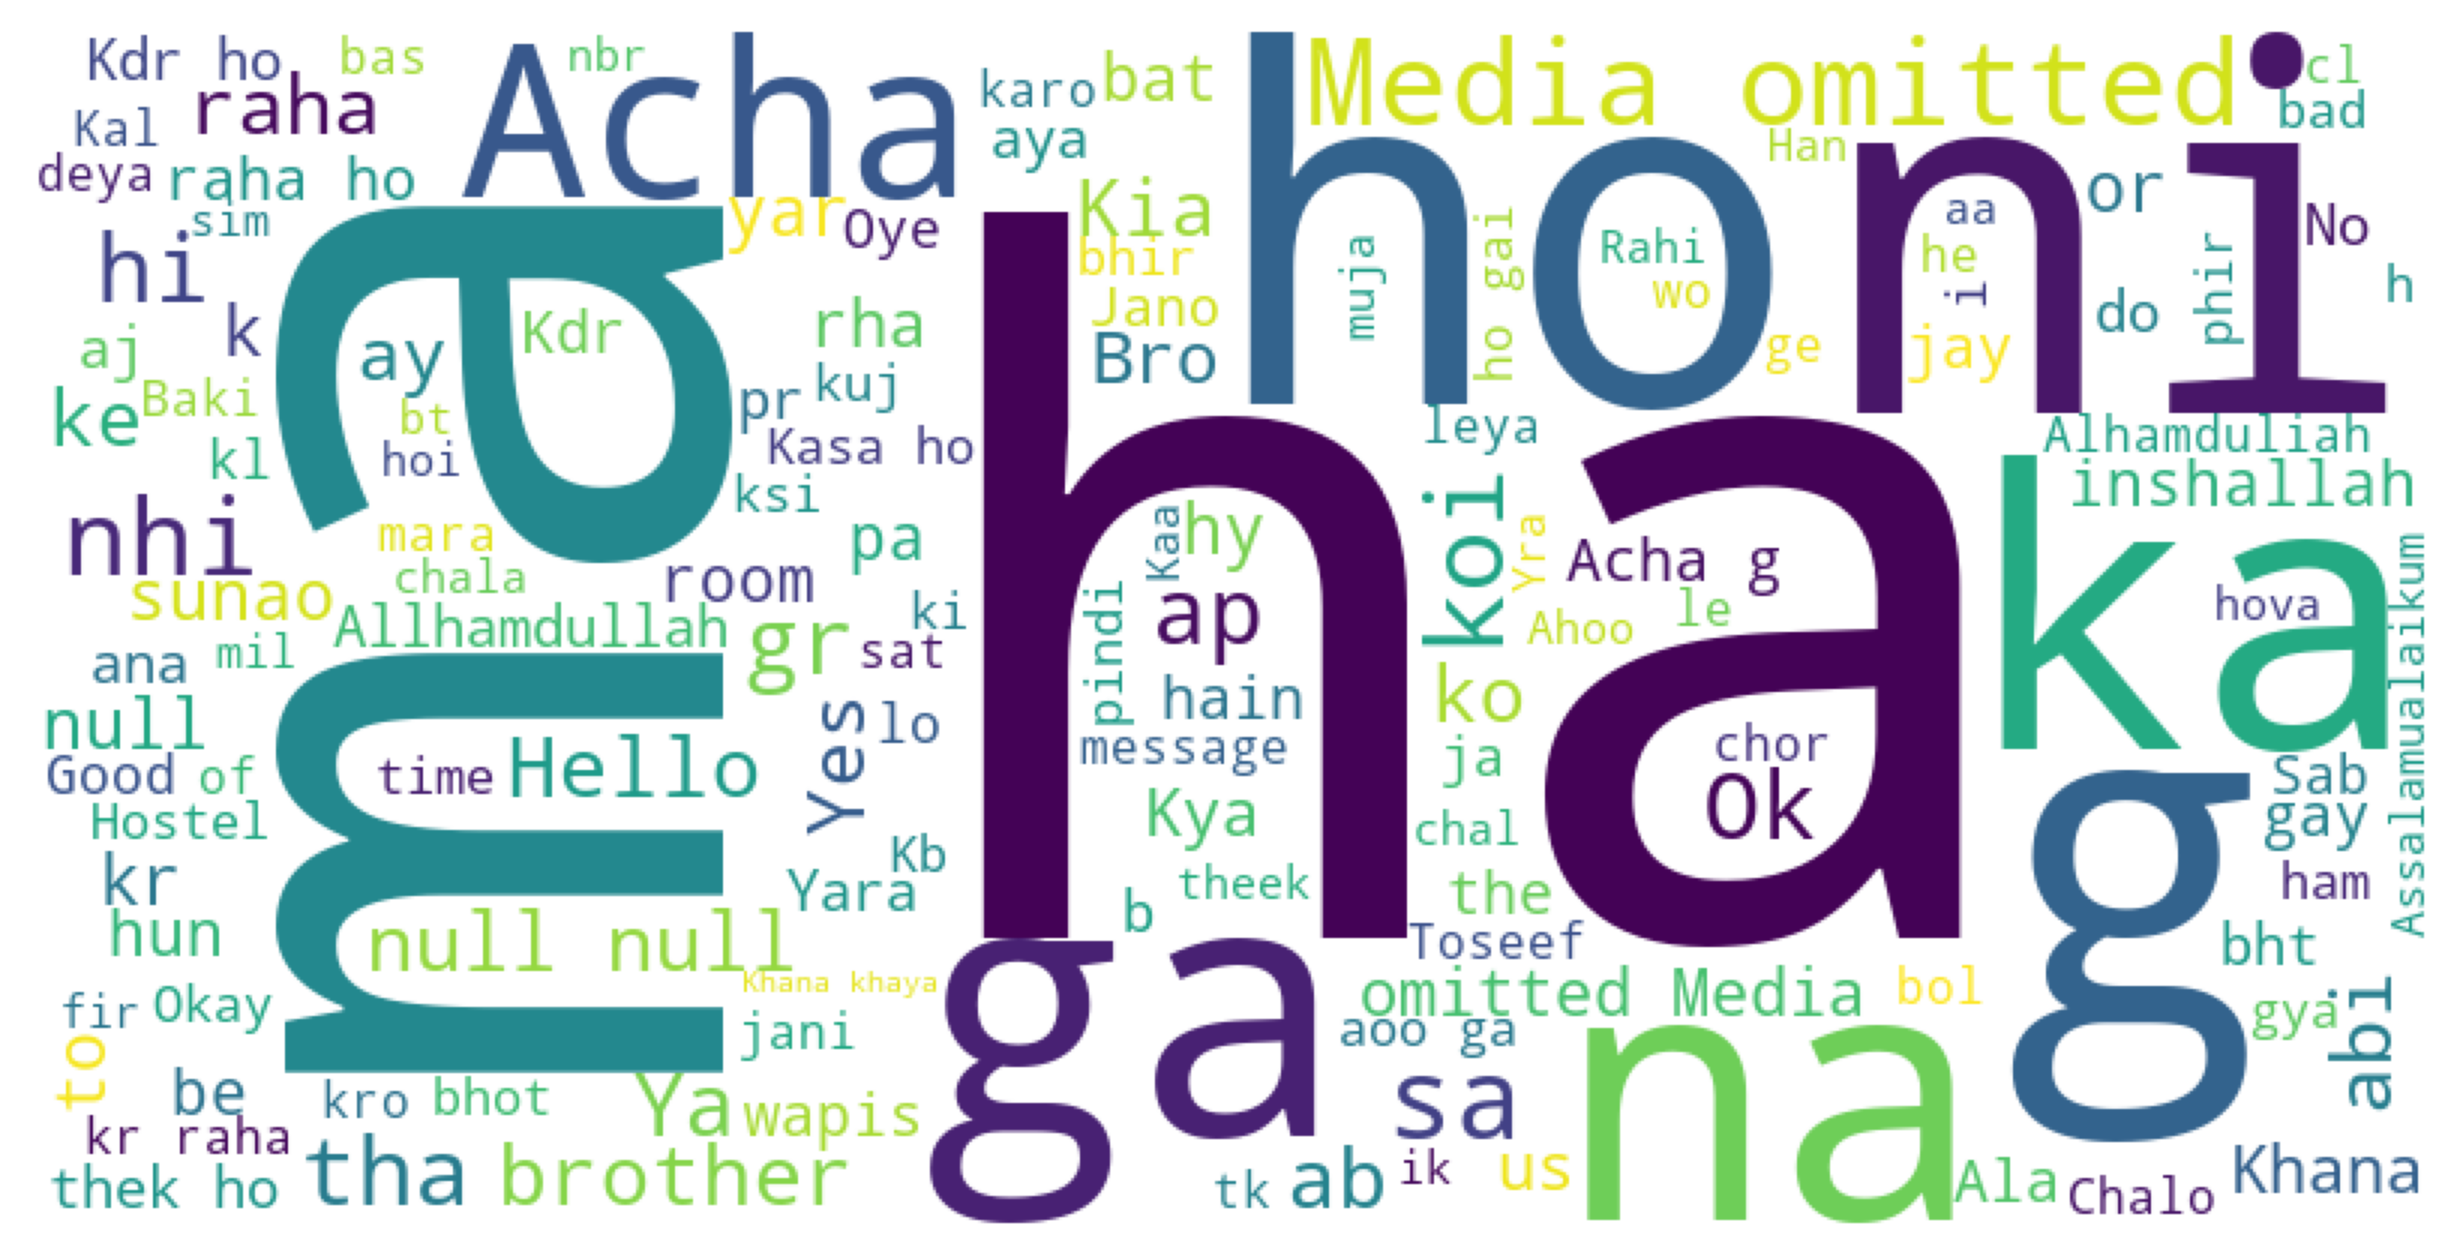 Kdr ho
bas
nbr
Acha
karo
bat
ho
Media omitted
ni
cl
bad
Kal
raha
aya
Han
deya
raha ho
sim
yar
Oye
Kia
bhir
muja
ho gai
Rahi
wo
aa
he
i
or
No
phir
h
hi
k
ma
Kdr
rha
Jano
Bro
ge
jay
do
aj
ay
kuj
pr
ke
Baki
bt
hoi
Kasa ho
ha
leya
Alhamduliah
kl
ksi
koi
ka
inshallah
nhi
mara
chala
pa
Kaa
hy
Yra
Acha g
Assalamualaikum
sunao
room
ap
le
hova
Allhamdullah
ki
pindi
Ahoo
mil
gr
sat
ana
null
Yes
lo
hain
ko
message
ja
chor
Ok
Good
of
time
Hello
g
Sab
gay
Hostel
Kya
chal
kr
Kb
Yara
theek
the
ham
hun
null null
b
Toseef
bht
Khana khaya
ga
omitted Media
bol
fir
Okay
jani
aoo ga
na
gya
abi
to
be
kro
bhot
Ya
wapis
sa
kr raha
thek ho
tha
brother
tk
ab
ik
us
Ala
Chalo
Khana